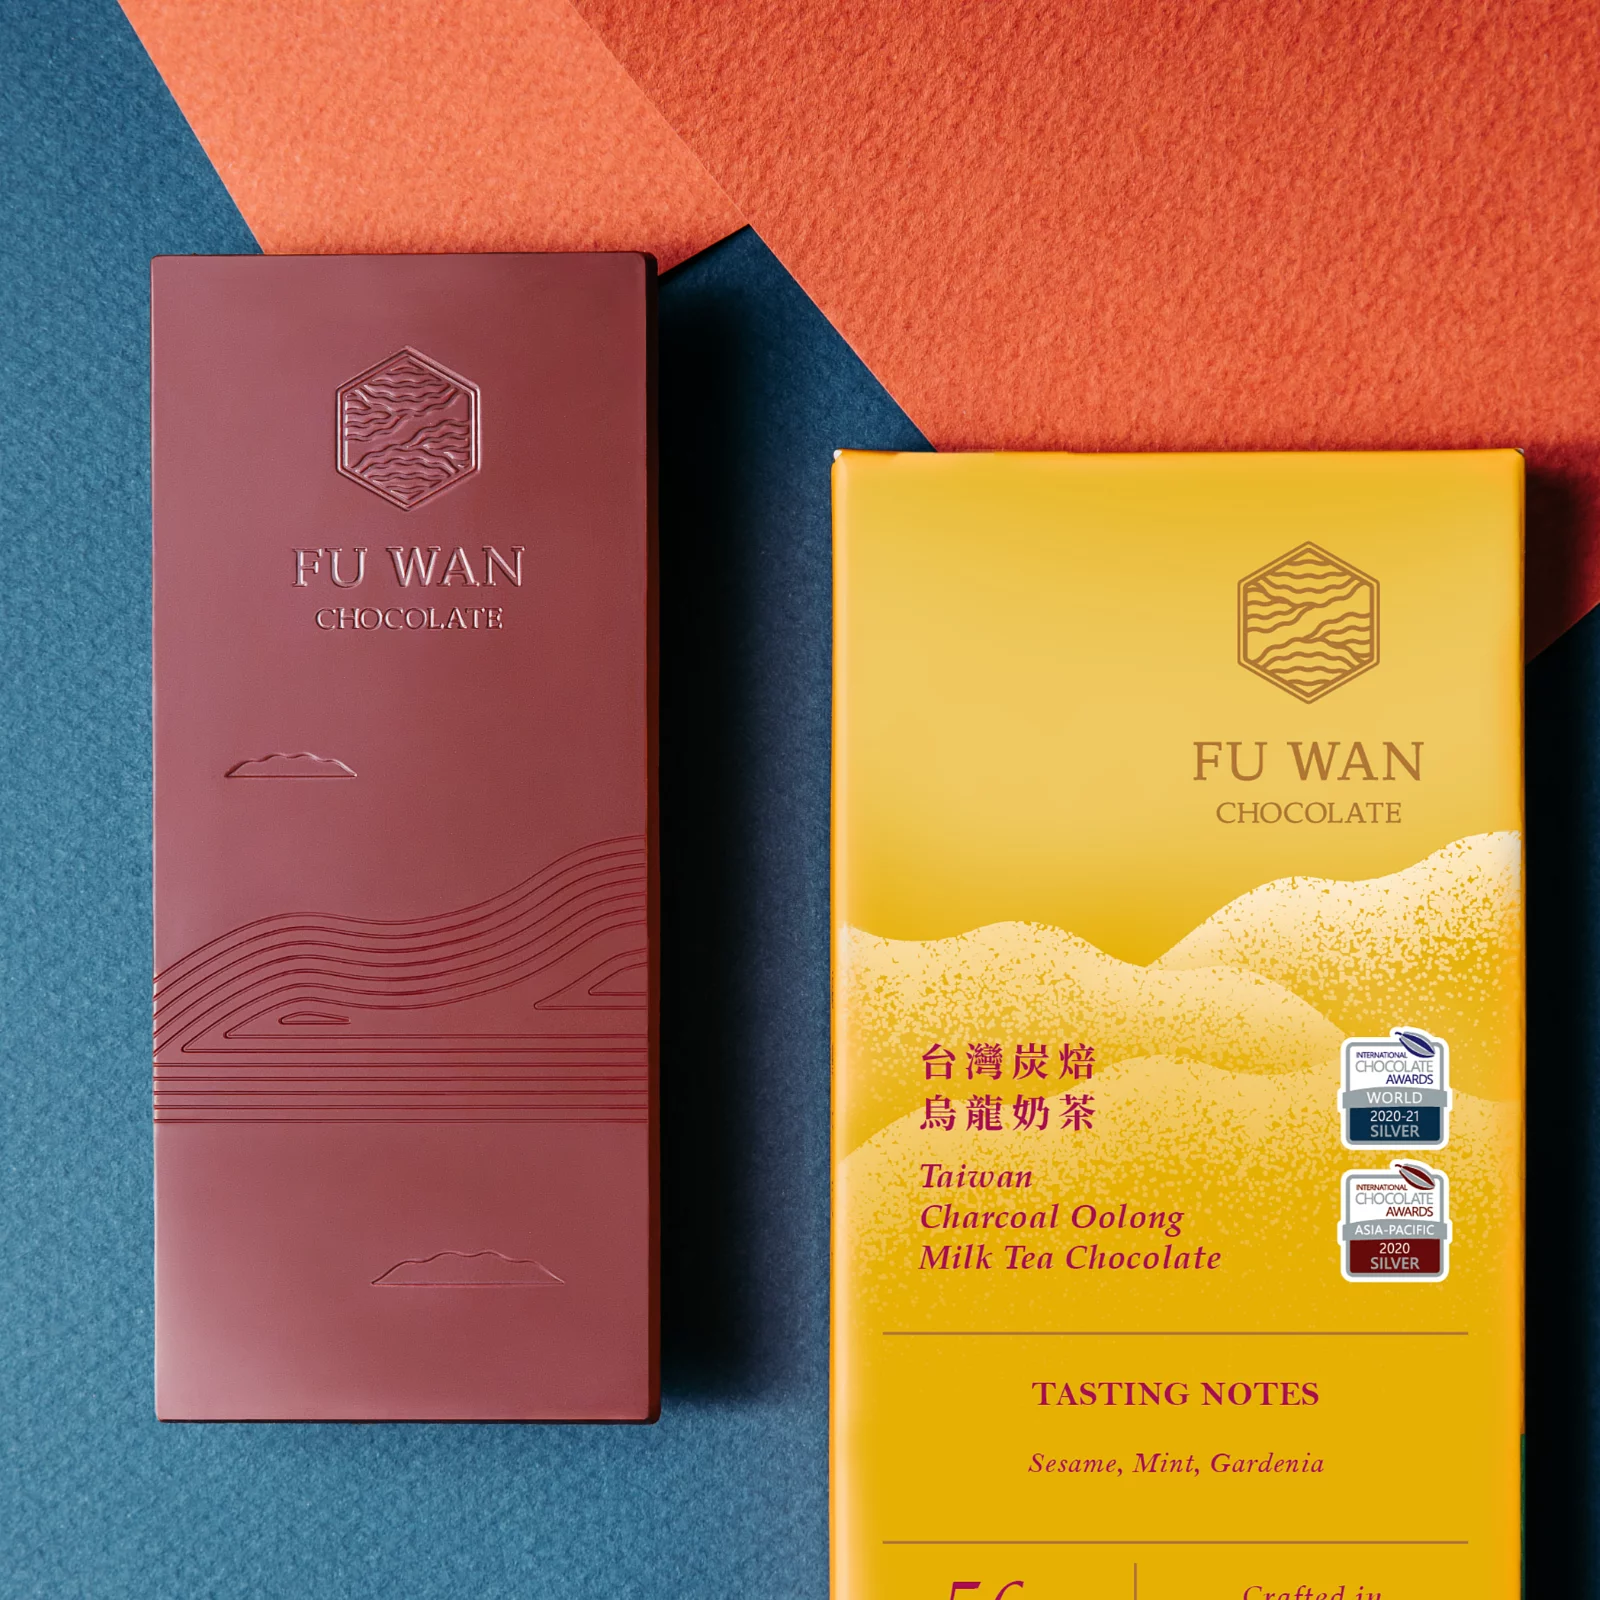 FU WAN
CHOCOLATE
FU WAN
CHOCOLATE
台灣炭焙
烏龍奶茶
Taiwan
Charcoal Oolong
Milk Tea Chocolate
INTERNATIONAL
CHOCOLATE
AWARDS
WORLD
2020-21
SILVER
INTERNATIONAL
CHOCOLATE
AWARDS
ASIA-PACIFIC
2020
SILVER
TASTING NOTES
Sesame, Mint, Gardenia
Crafted in